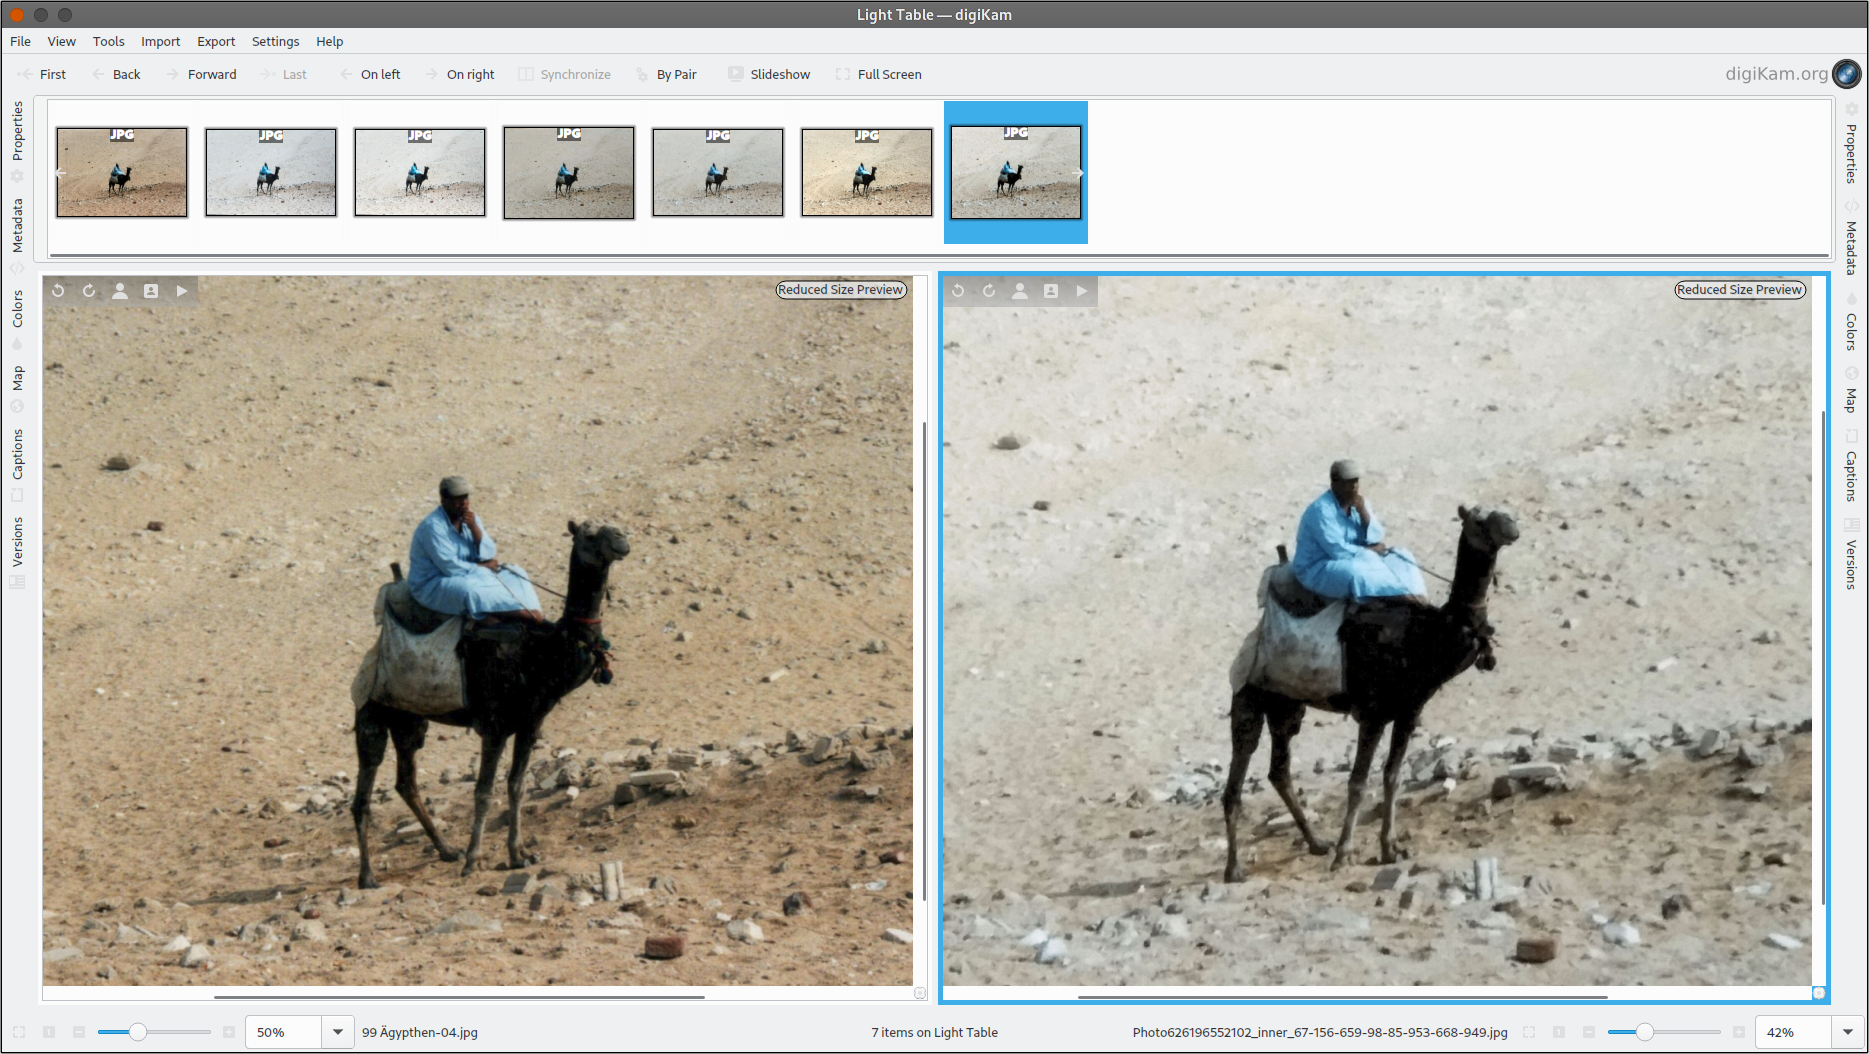 Light Table — digiKam
File View Tools Import Export Settings Help
First Back Forward Last On left On right Synchronize By Pair Slideshow Full Screen digiKam.org
Properties
Metadata
Colors
Map
Captions
Versions
JPG JPG JPG JPG JPG JPG JPG
Reduced Size Preview
Reduced Size Preview
Properties
Metadata
Colors
Map
Captions
Versions
50% 99 Ägypthen-04.jpg 7 items on Light Table Photo626196552102_inner_67-156-659-98-85-953-668-949.jpg 42%